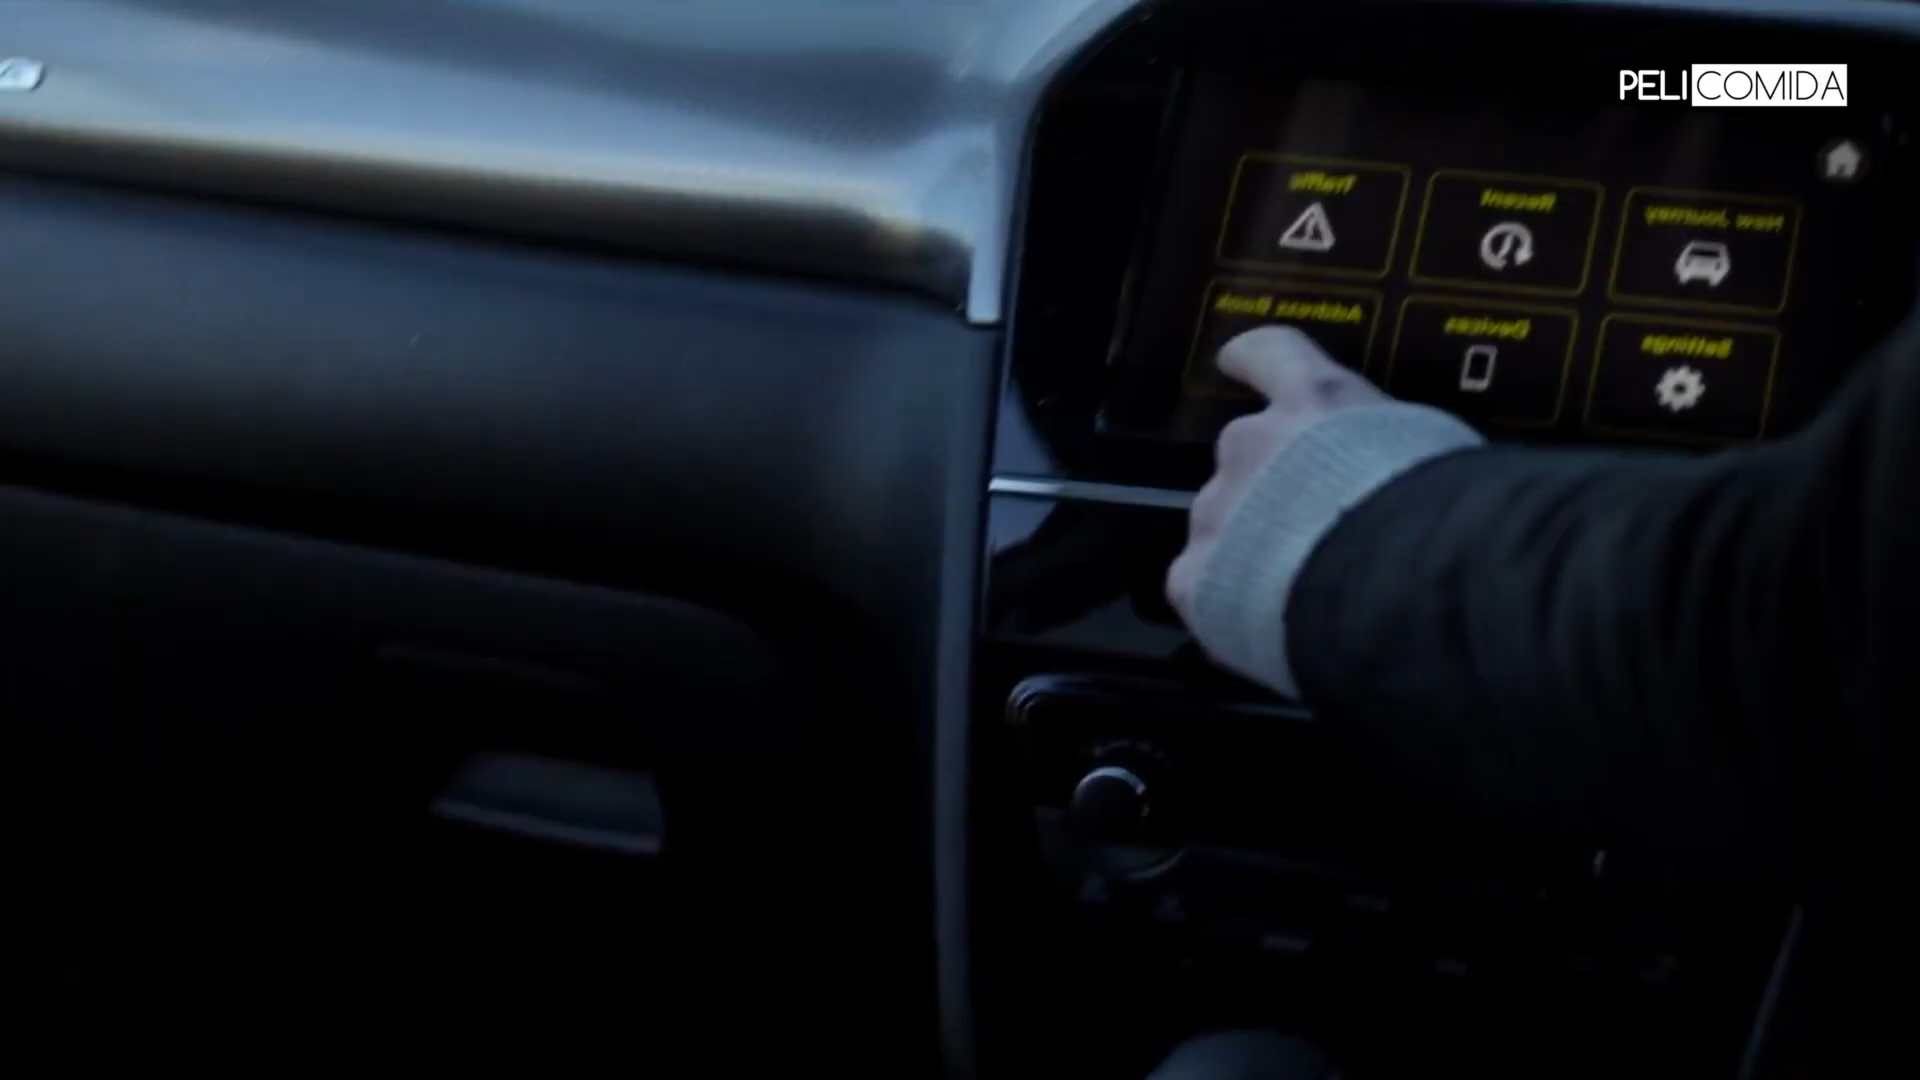 PELICOMIDA
Traffic
Recent
New Journey
Address Book
Devices
Settings